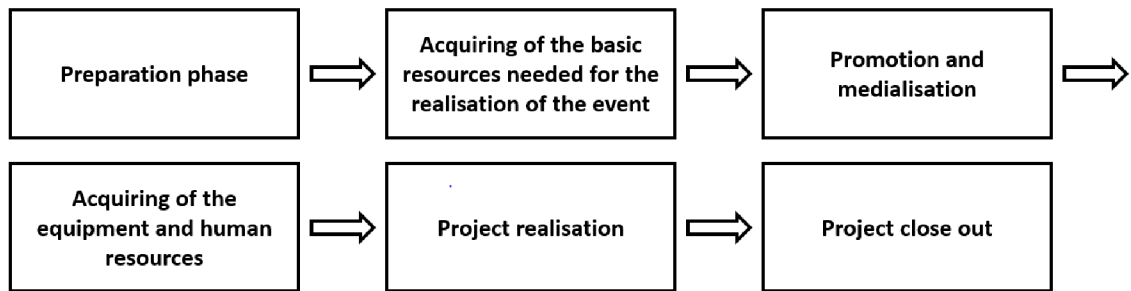 Preparation phase
Acquiring of the basic
resources needed for the
realisation of the event
Promotion and
medialisation
Acquiring of the
equipment and human
resources
Project realisation
Project close out